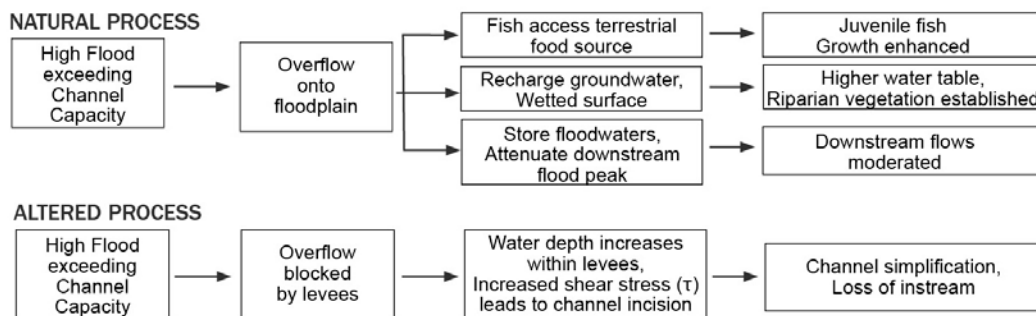 NATURAL PROCESS
High Flood
exceeding
Channel
Capacity
Overflow
onto
floodplain
Fish access terrestrial
food source
Juvenile fish
Growth enhanced
Recharge groundwater,
Wetted surface
Higher water table,
Riparian vegetation established
Store floodwaters,
Attenuate downstream
flood peak
Downstream flows
moderated
ALTERED PROCESS
High Flood
exceeding
Channel
Capacity
Overflow
blocked
by levees
Water depth increases
within levees,
Increased shear stress (τ)
leads to channel incision
Channel simplification,
Loss of instream